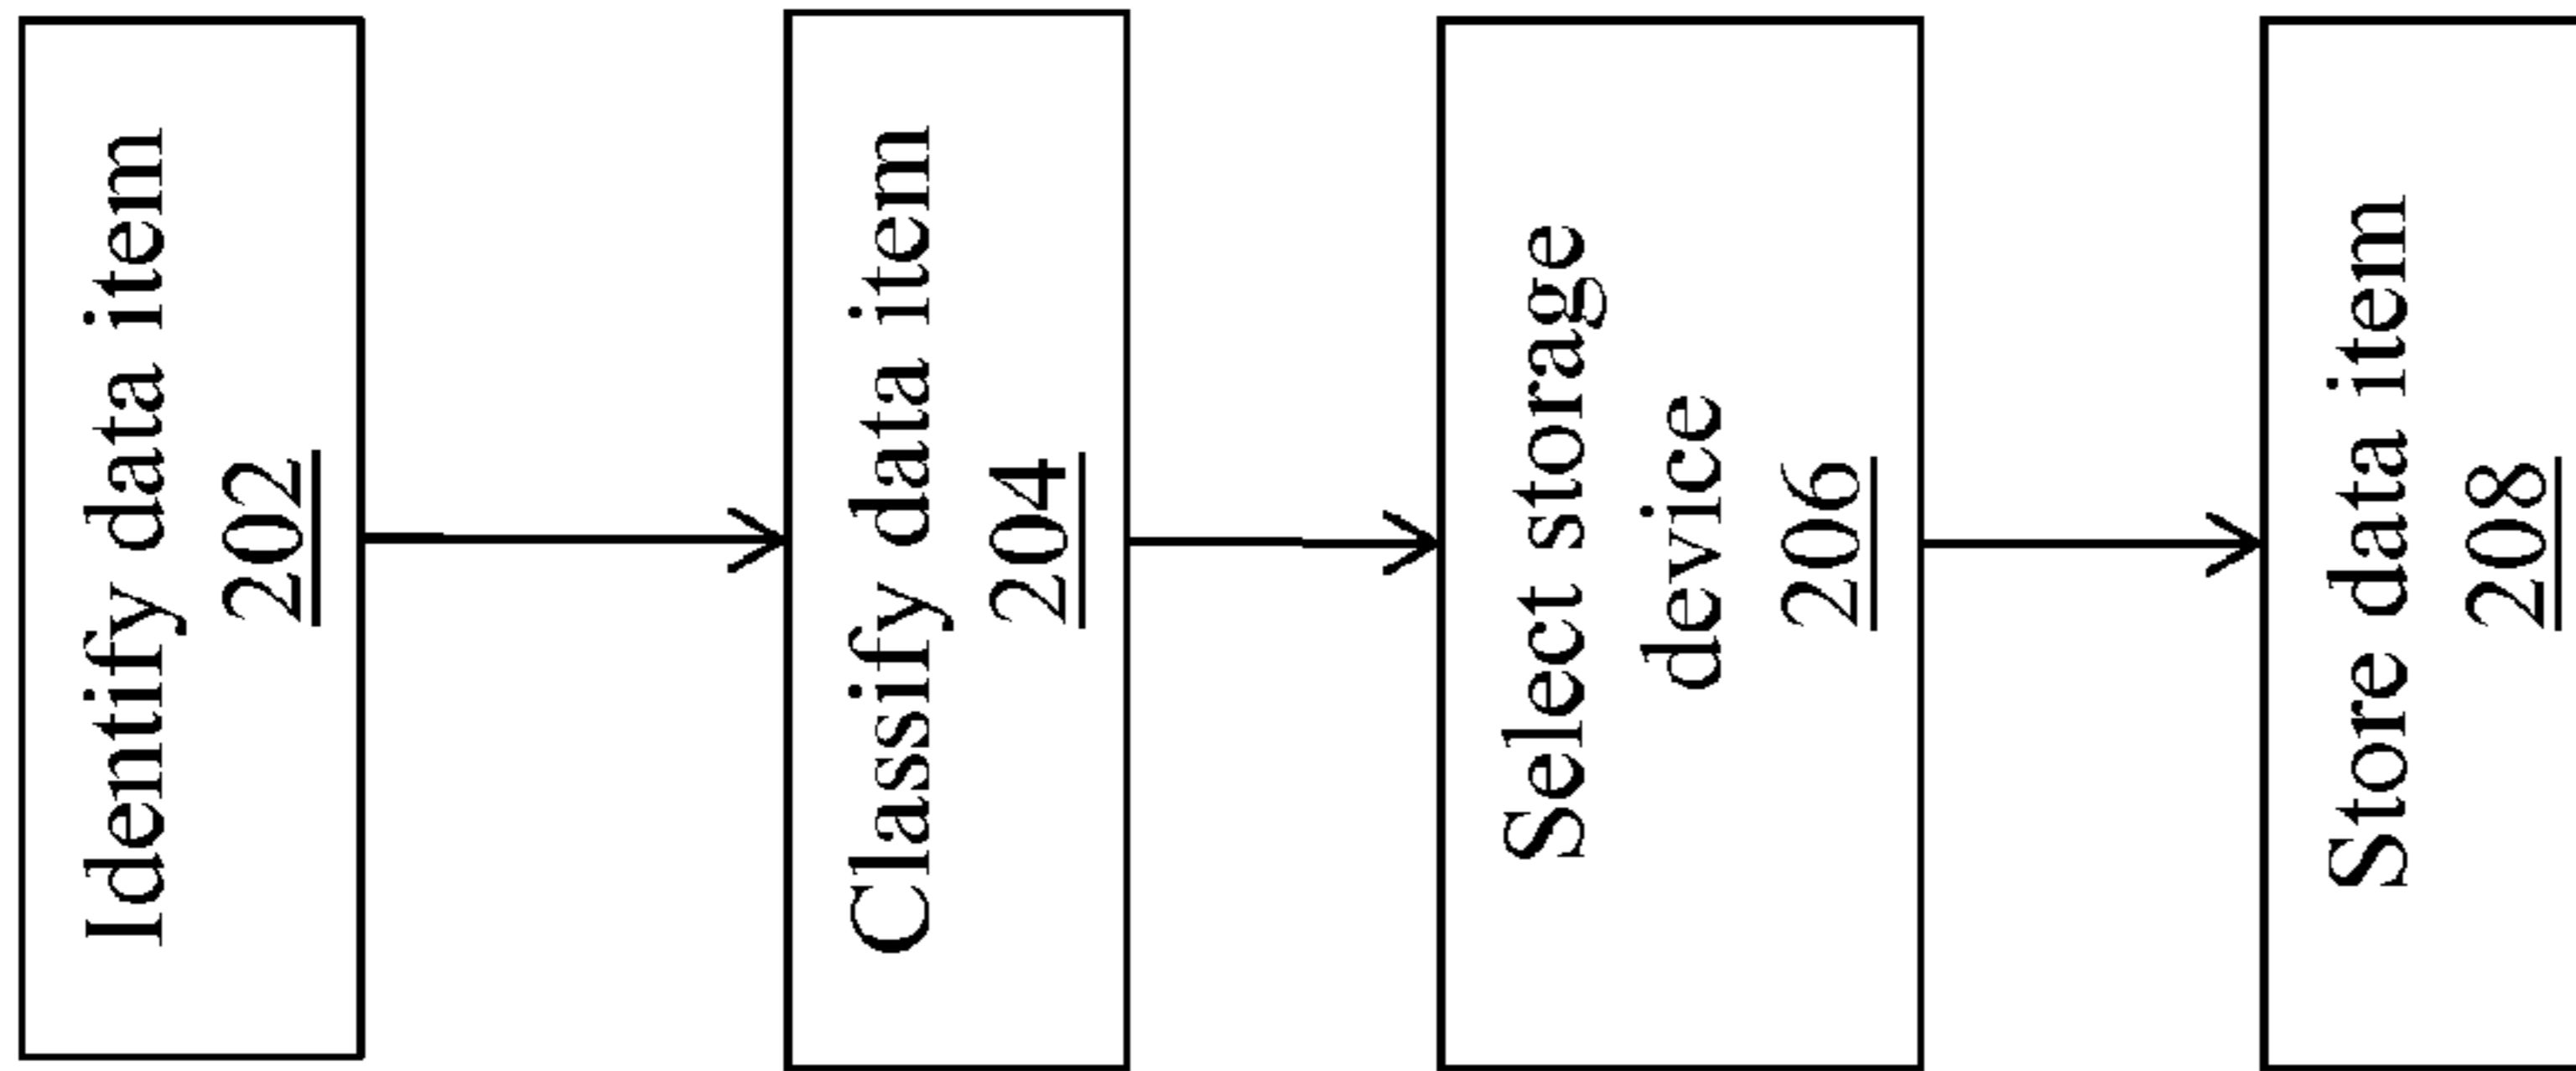 Identify data item
202
Classify data item
204
Select storage
device
206
Store data item
208